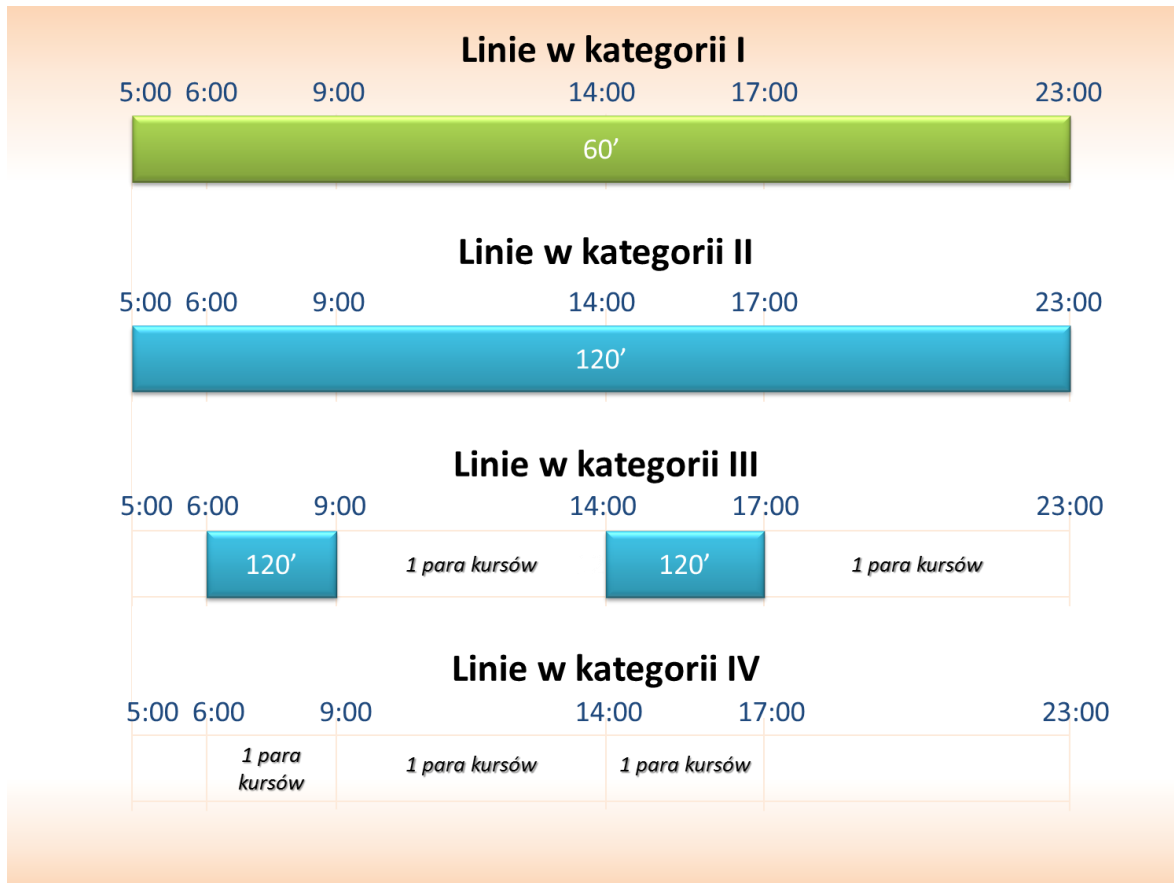 Linie w kategorii I
5:00 6:00 9:00 14:00 17:00 23:00
60’
Linie w kategorii II
5:00 6:00 9:00 14:00 17:00 23:00
120’
Linie w kategorii III
5:00 6:00 9:00 14:00 17:00 23:00
120’ 1 para kursów 120’ 1 para kursów
Linie w kategorii IV
5:00 6:00 9:00 14:00 17:00 23:00
1 para
kursów
1 para kursów 1 para kursów